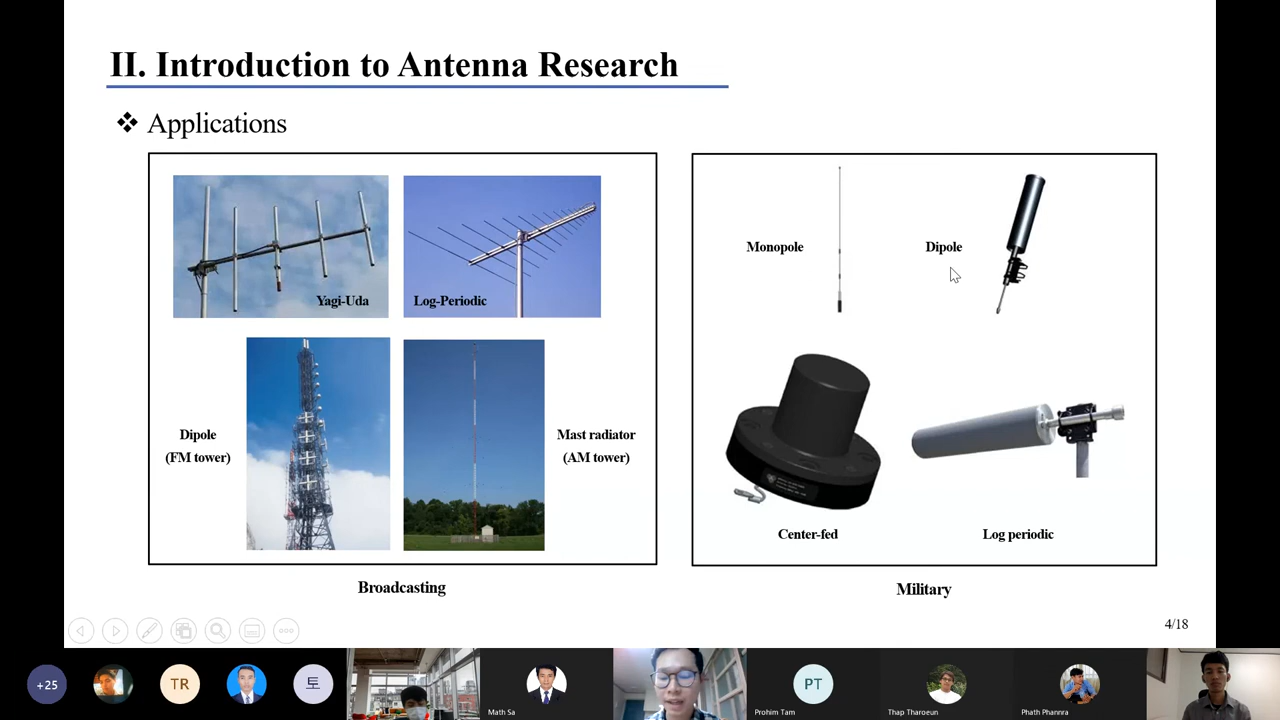 II. Introduction to Antenna Research
❖ Applications
Yagi-Uda
Log-Periodic
Dipole
(FM tower)
Mast radiator
(AM tower)
Broadcasting
Monopole
Dipole
Center-fed
Log periodic
Military
4/18
+25
TR
토
Math Sa
PT
Prohim Tam
Thap Tharoeun
Phath Phannra